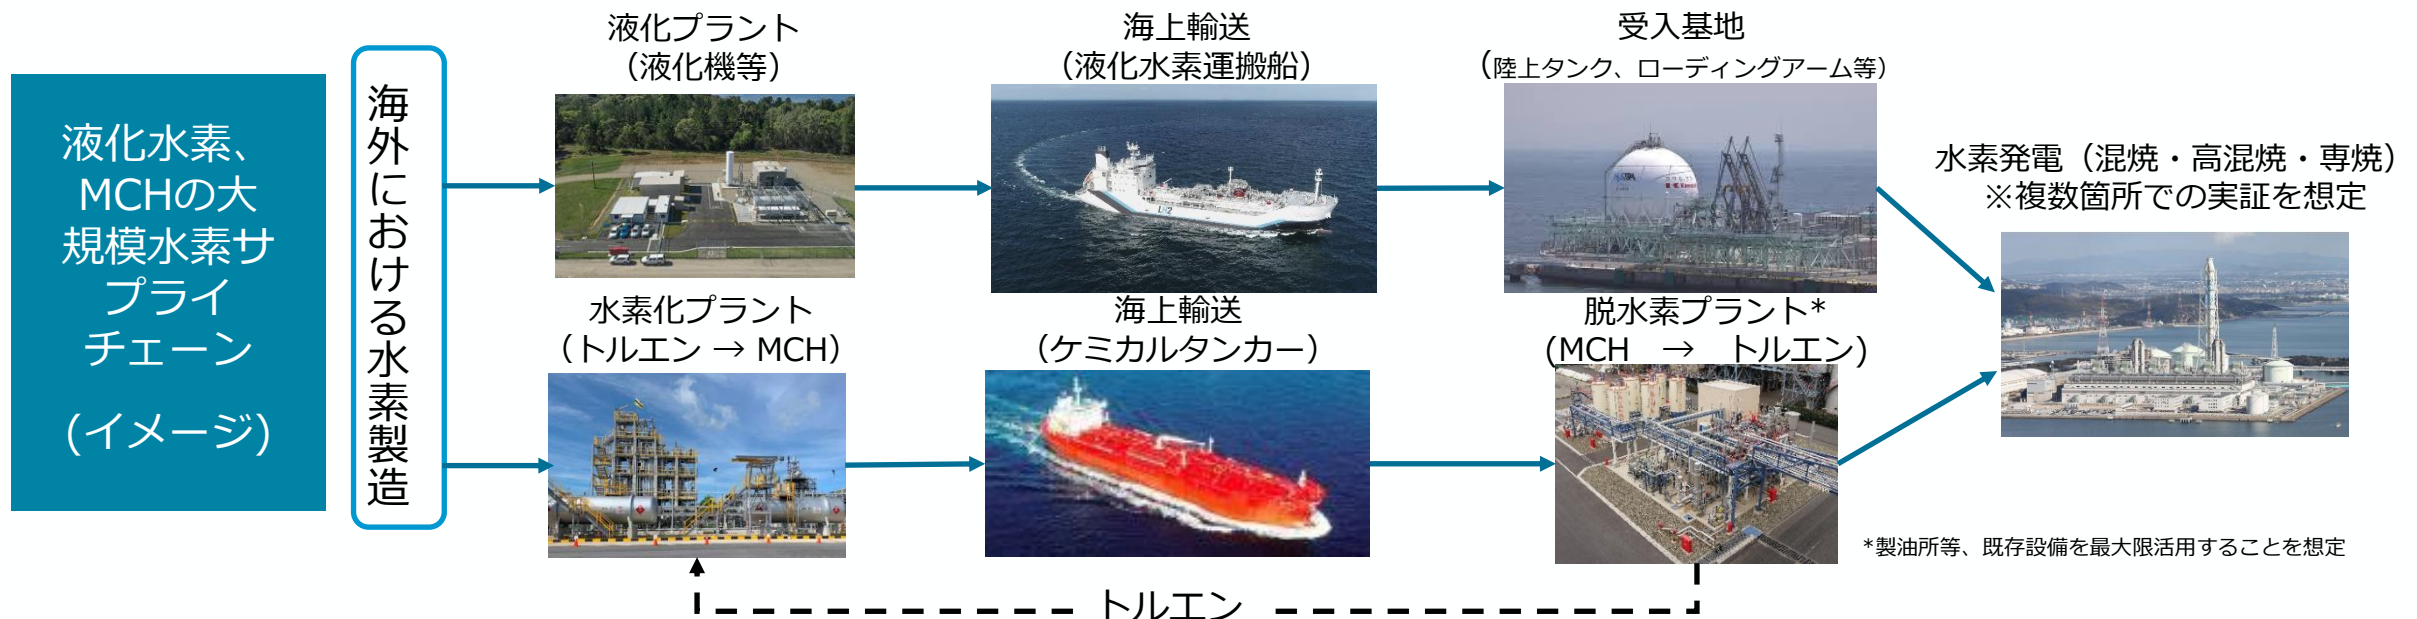 液化水素、
MCHの大
規模水素サ
プライ
チェーン
(イメージ)
海外における水素製造
液化プラント
（液化機等）
海上輸送
（液化水素運搬船）
受入基地
（陸上タンク、ローディングアーム等）
水素化プラント
（トルエン → MCH）
海上輸送
（ケミカルタンカー）
脱水素プラント*
(MCH　→　トルエン)
水素発電（混焼・高混焼・専焼）
※複数箇所での実証を想定
*製油所等、既存設備を最大限活用することを想定
トルエン
LH2